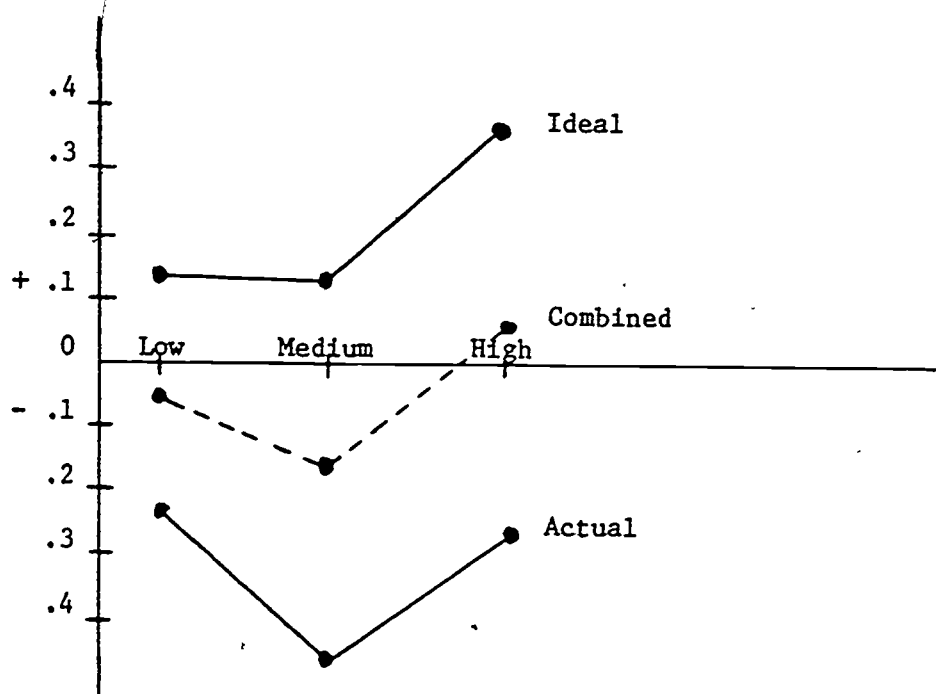 .4
Ideal
.3
.2
+ .1
Combined
0 Low Medium High
- .1
.2
Actual
.3
.4